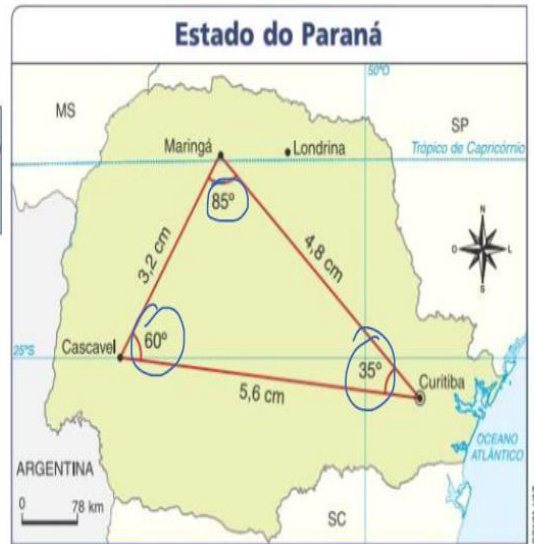 Estado do Paraná
50°O
MS
SP
Maringá
Londrina
Trópico de Capricórnio
85°
N
O
L
S
3,2 cm
4,8 cm
25°S
Cascavel
60°
35°
Curitiba
5,6 cm
OCEANO
ATLÂNTICO
ARGENTINA
0 78 km
SC